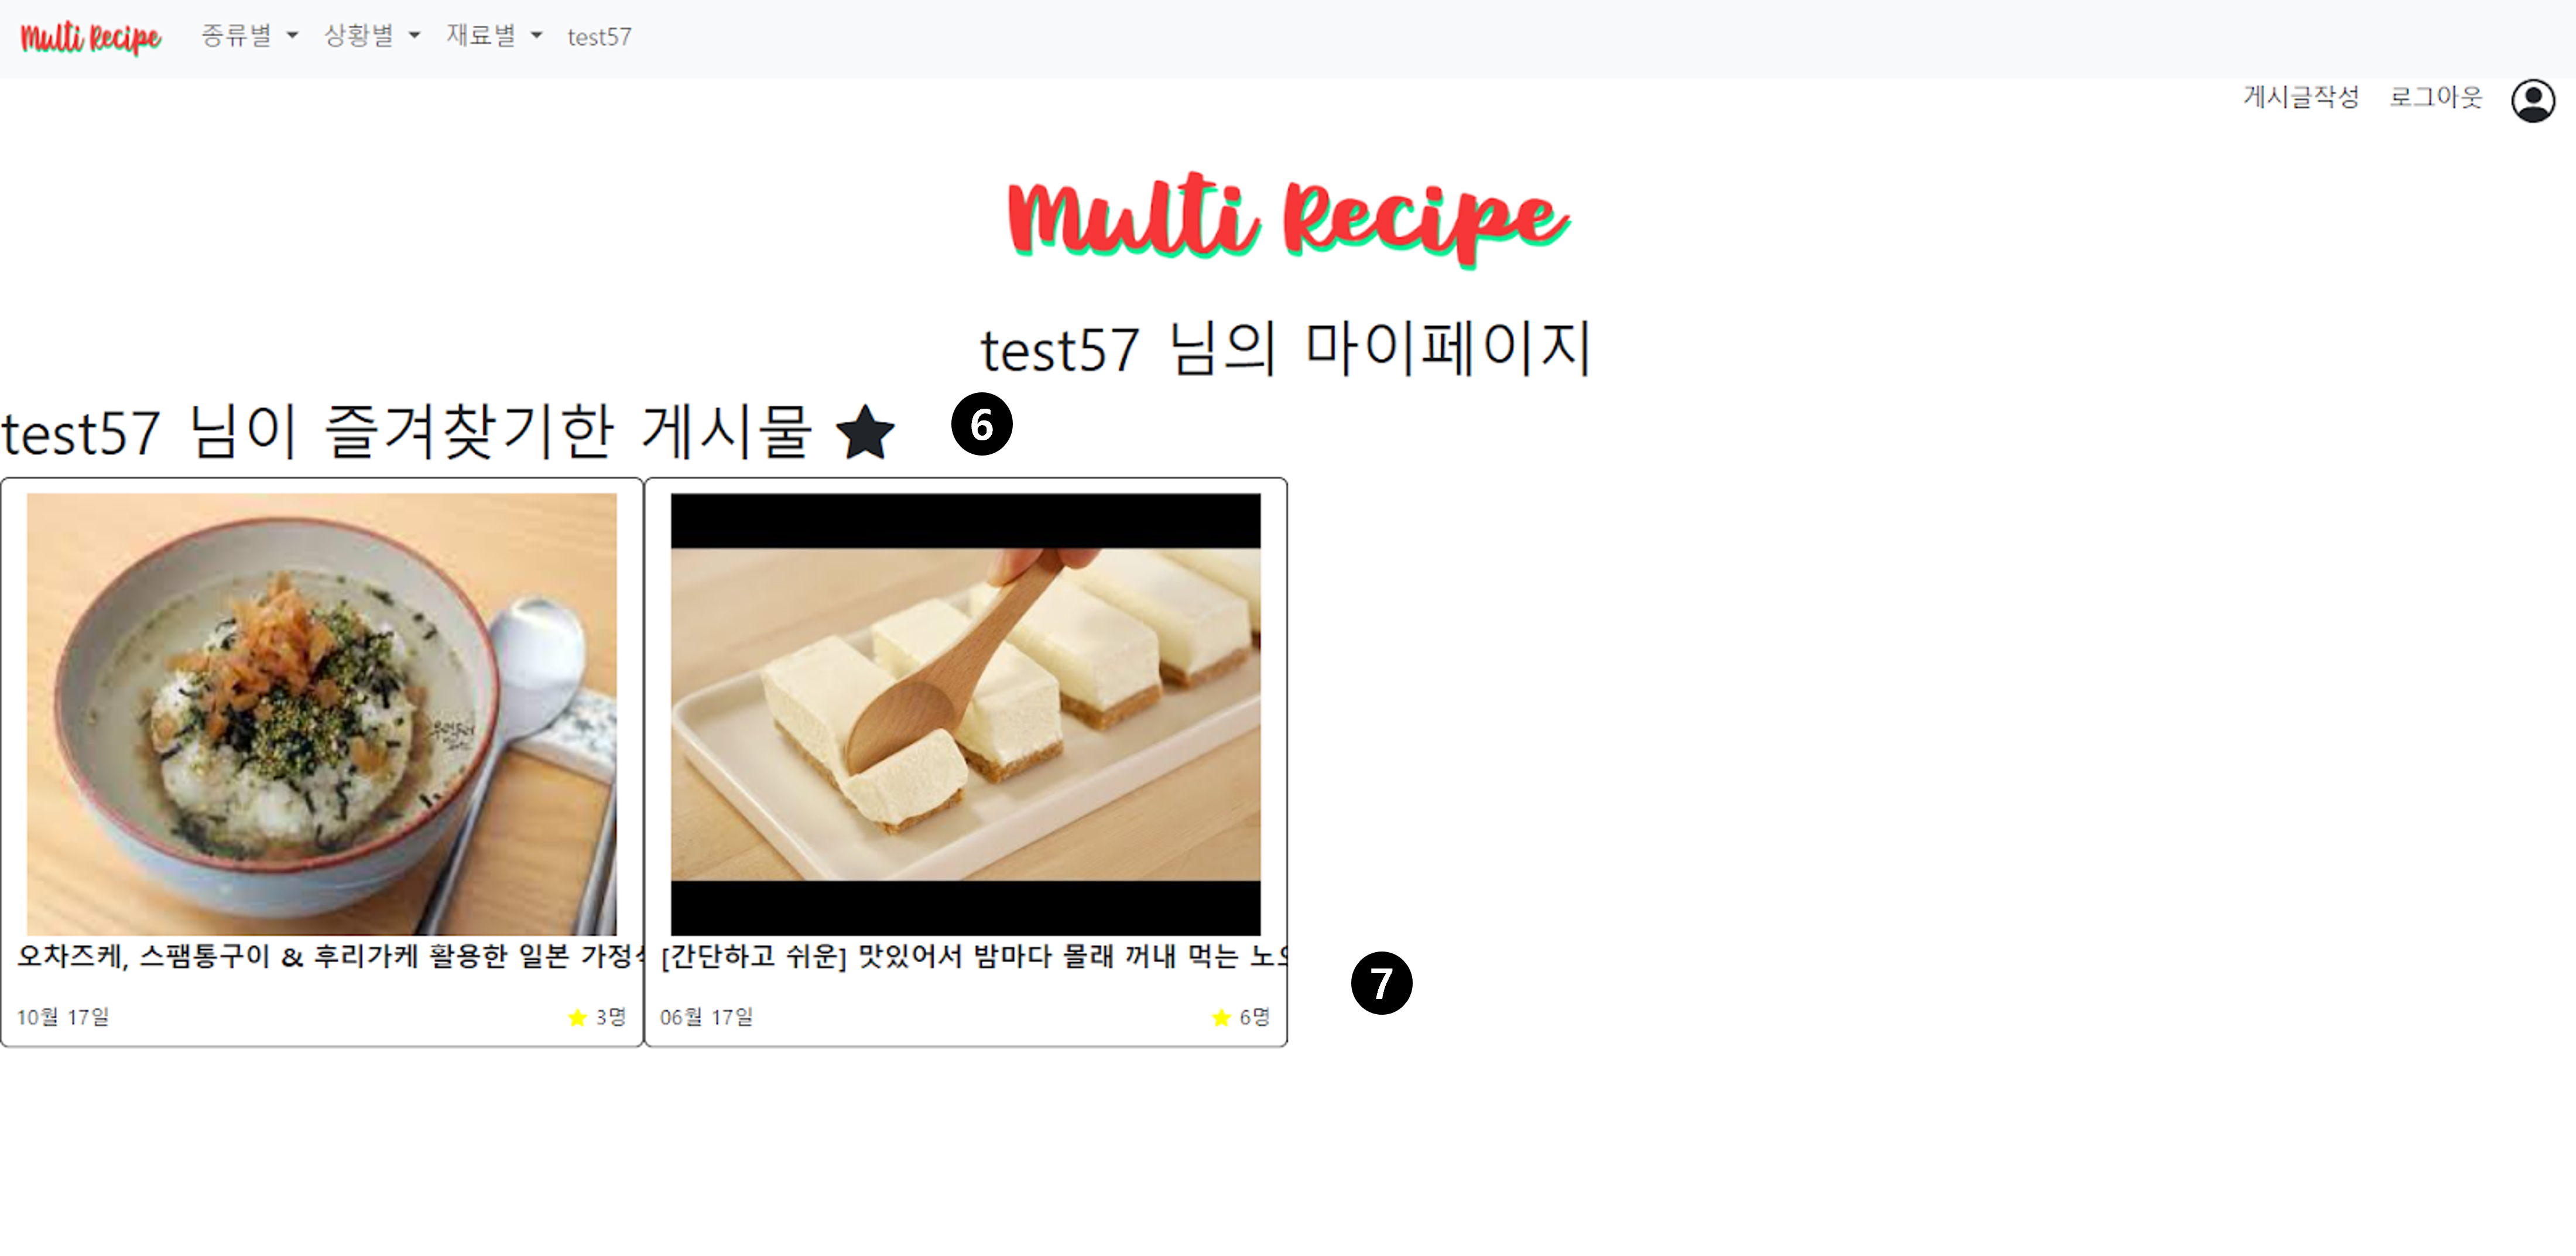 Multi Recipe 종류별 상황별 재료별 test57
게시글작성 로그아웃
Multi Recipe
test57 님의 마이페이지
test57 님이 즐겨찾기한 게시물 ★ 6
오차즈케, 스팸통구이 & 후리가케 활용한 일본 가정
[간단하고 쉬운] 맛있어서 밤마다 몰래 꺼내 먹는
7
10월 17일 ★ 3명
06월 17일 ★ 6명